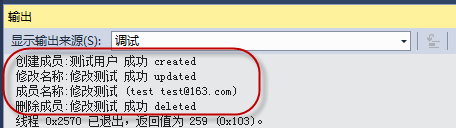 输出
显示输出来源(S): 调试
创建成员:测试用户 成功 created
修改名称:修改测试 成功 updated
成员名称:修改测试 (test test@163.com)
删除成员:修改测试 成功 deleted
线程 0x2570 已退出，返回值为 259 (0x103)。